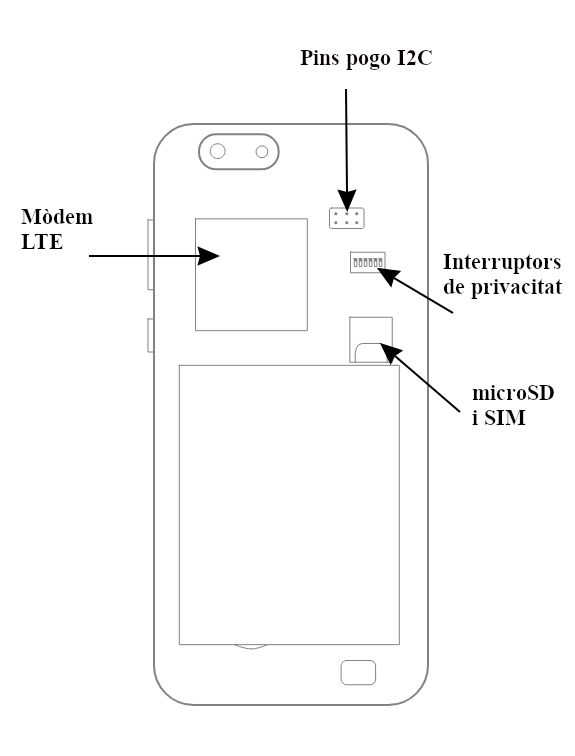 Pins pogo I2C
Mòdem
LTE
Interruptors
de privacitat
microSD
i SIM